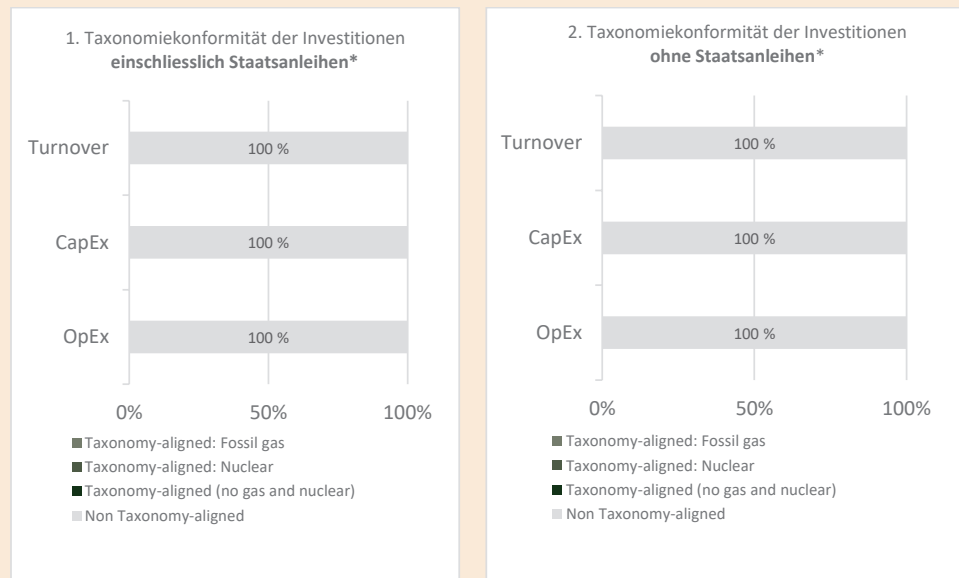 1. Taxonomiekonformität der Investitionen
einschliesslich Staatsanleihen*
Turnover
100 %
CapEx
100 %
OpEx
100 %
0%
50%
100%
Taxonomy-aligned: Fossil gas
Taxonomy-aligned: Nuclear
Taxonomy-aligned (no gas and nuclear)
Non Taxonomy-aligned
2. Taxonomiekonformität der Investitionen
ohne Staatsanleihen*
Turnover
100 %
CapEx
100 %
OpEx
100 %
0%
50%
100%
Taxonomy-aligned: Fossil gas
Taxonomy-aligned: Nuclear
Taxonomy-aligned (no gas and nuclear)
Non Taxonomy-aligned